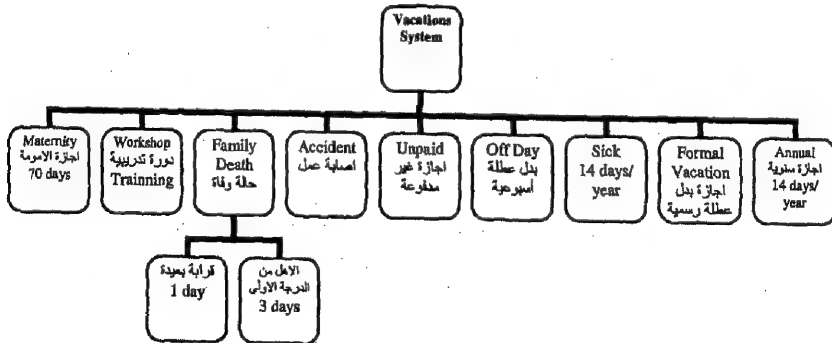 Vacations
System
Maternity
اجازة الامومة
70 days
Workshop
دورة تدريبية
Trainning
Family
Death
حالة وفاة
Accident
اصابة عمل
Unpaid
اجازة غير
مدفوعة
Off Day
بدل عطلة
أسبوعية
Sick
14 days/
year
Formal
Vacation
اجازة بدل
عطلة رسمية
Annual
اجازة سنوية
14 days/
year
قرابة بعيدة
1 day
الاهل من
الدرجة الاولى
3 days